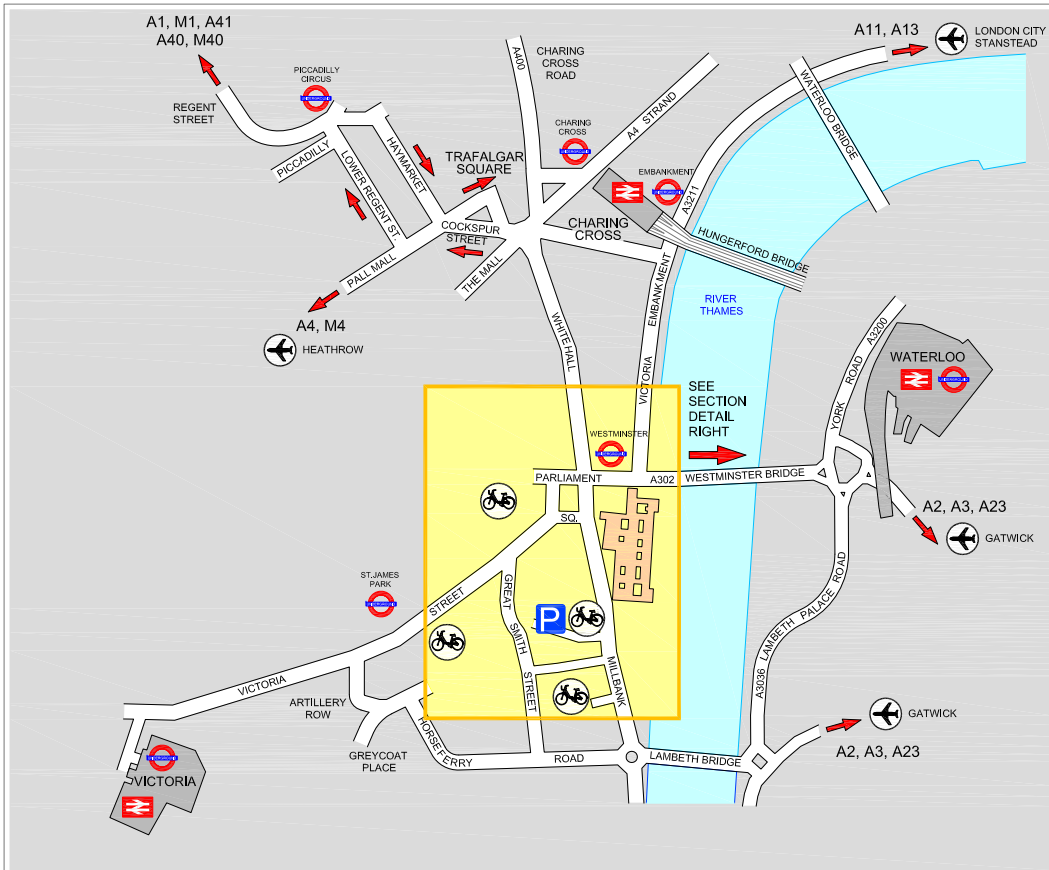 A1, M1, A41
A40, M40
A11, A13
LONDON CITY
STANSTEAD
PICCADILLY
CIRCUS
REGENT
STREET
A400
CHARING
CROSS
ROAD
PICCADILLY
LOWER REGENT ST.
HAYMARKET
TRAFALGAR
SQUARE
CHARING
CROSS
A4 STRAND
EMBANKMENT
A3211
WATERLOO BRIDGE
COCKSPUR
STREET
PALL MALL
THE MALL
CHARING
CROSS
HUNGERFORD BRIDGE
A4, M4
HEATHROW
WHITEHALL
VICTORIA EMBANKMENT
RIVER
THAMES
YORK ROAD A3200
WATERLOO
SEE
SECTION
DETAIL
RIGHT
WESTMINSTER
PARLIAMENT
SQ.
A302 WESTMINSTER BRIDGE
A2, A3, A23
GATWICK
ST.JAMES
PARK
VICTORIA STREET
GREAT SMITH STREET
P
MILLBANK
A3036 LAMBETH PALACE ROAD
ARTILLERY
ROW
GREYCOAT
PLACE
HORSEFERRY ROAD
LAMBETH BRIDGE
GATWICK
A2, A3, A23
VICTORIA